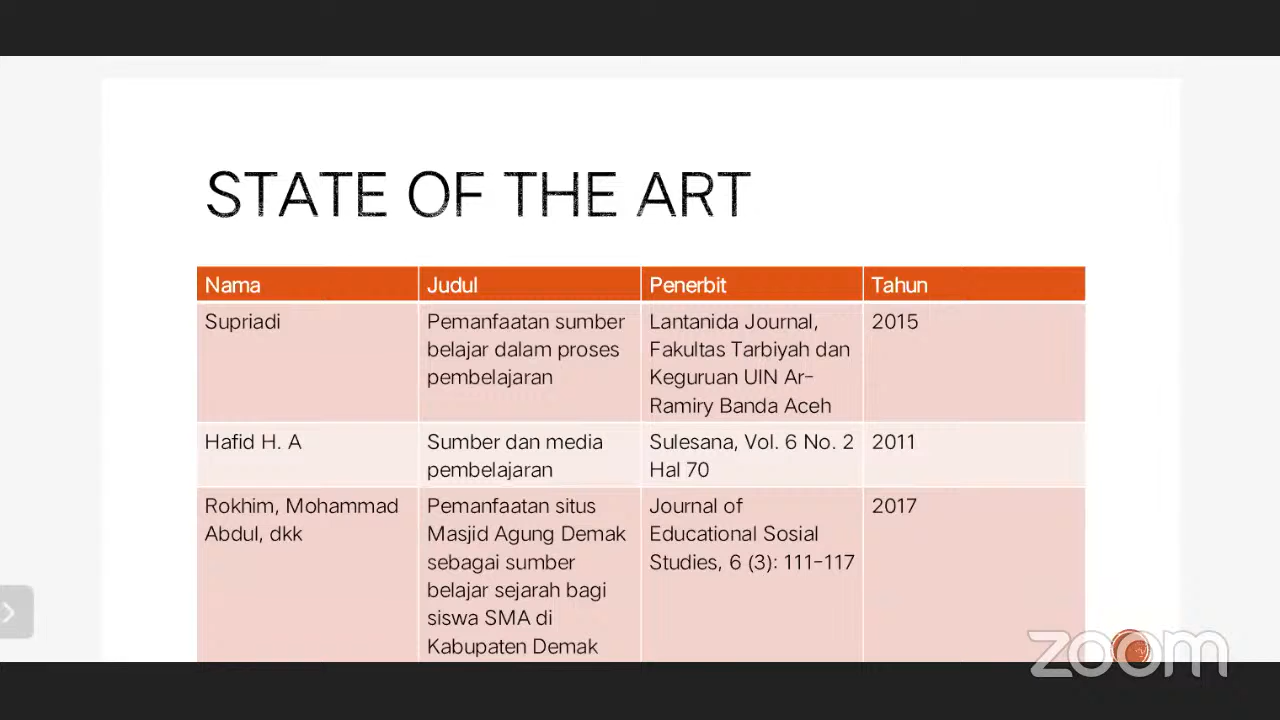 STATE OF THE ART
Nama Judul Penerbit Tahun
Supriadi
Pemanfaatan sumber
belajar dalam proses
pembelajaran
Lantanida Journal,
Fakultas Tarbiyah dan
Keguruan UIN Ar-
Ramiry Banda Aceh
2015
Hafid H. A
Sumber dan media
pembelajaran
Sulesana, Vol. 6 No. 2
Hal 70
2011
Rokhim, Mohammad
Abdul, dkk
Pemanfaatan situs
Masjid Agung Demak
sebagai sumber
belajar sejarah bagi
siswa SMA di
Kabupaten Demak
Journal of
Educational Sosial
Studies, 6 (3): 111-117
2017
zoom